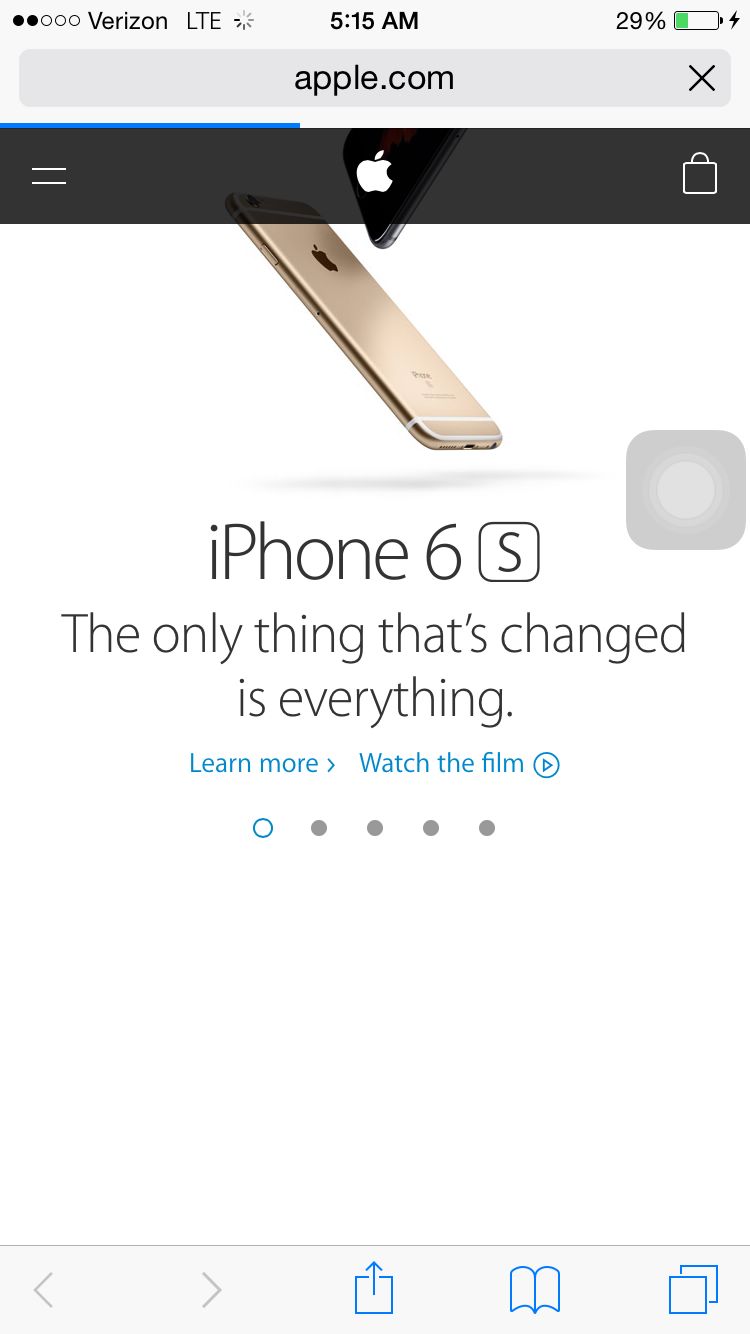 Verizon LTE 5:15 AM 29%
apple.com
iPhone
iPhone 6 S
The only thing that's changed
is everything.
Learn more › Watch the film